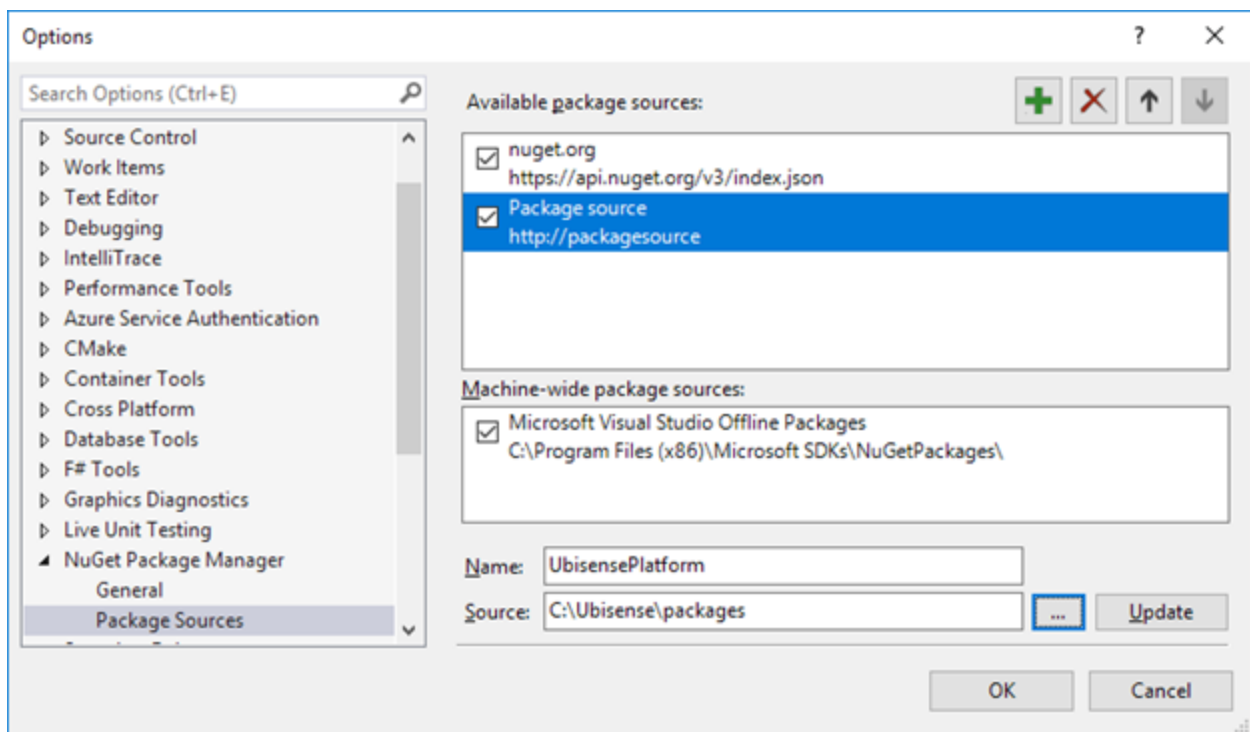 Options
?
Search Options (Ctrl+E)
Source Control
Work Items
Text Editor
Debugging
IntelliTrace
Performance Tools
Azure Service Authentication
CMake
Container Tools
Cross Platform
Database Tools
F# Tools
Graphics Diagnostics
Live Unit Testing
NuGet Package Manager
General
Package Sources
Available package sources:
nuget.org
https://api.nuget.org/v3/index.json
Package source
http://packagesource
Machine-wide package sources:
Microsoft Visual Studio Offline Packages
C:\Program Files (x86)\Microsoft SDKs\NuGetPackages\
Name: UbisensePlatform
Source: C:\Ubisense\packages ... Update
OK Cancel